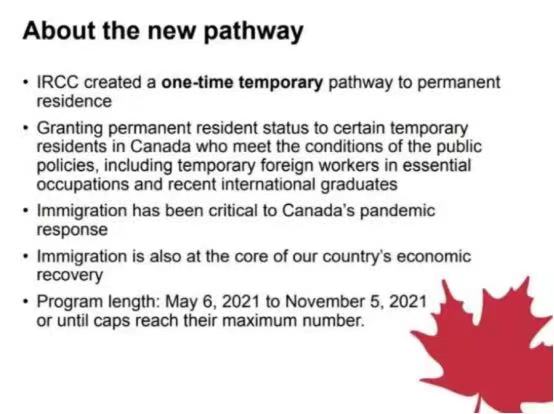 About the new pathway
• IRCC created a one-time temporary pathway to permanent
residence
• Granting permanent resident status to certain temporary
residents in Canada who meet the conditions of the public
policies, including temporary foreign workers in essential
occupations and recent international graduates
• Immigration has been critical to Canada's pandemic
response
• Immigration is also at the core of our country's economic
recovery
• Program length: May 6, 2021 to November 5, 2021
or until caps reach their maximum number.